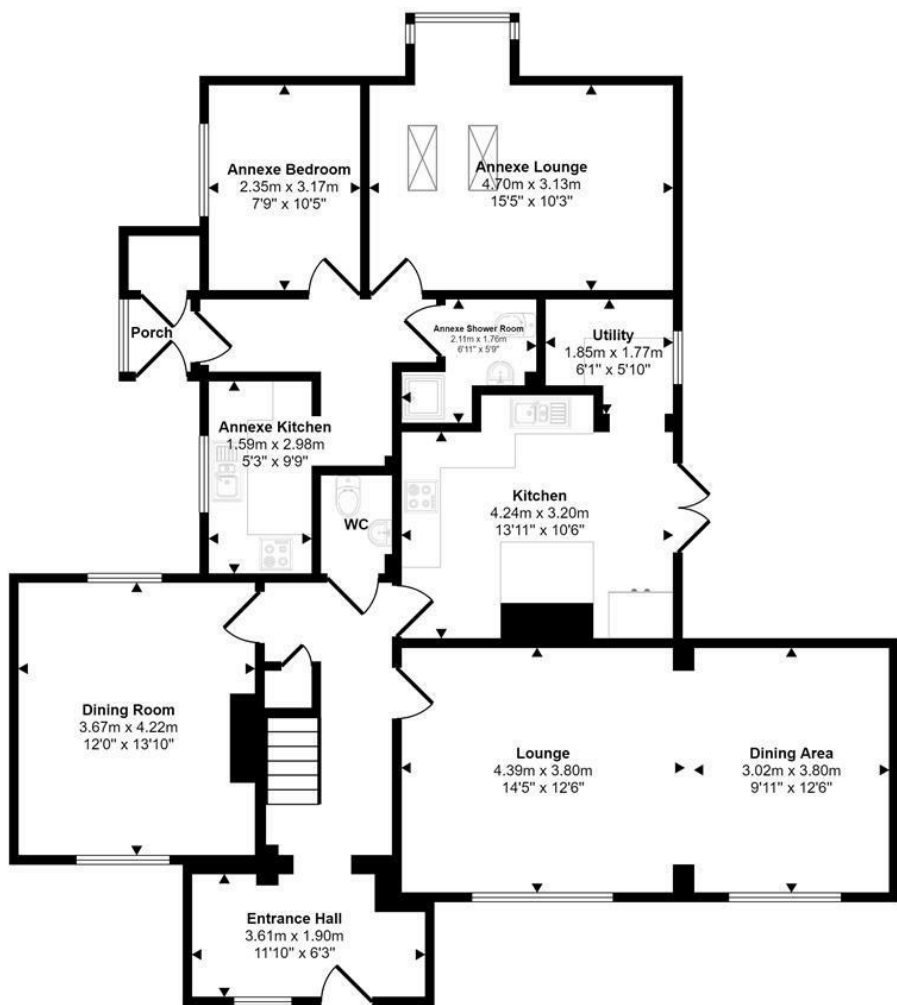 Annexe Bedroom
2.35m x 3.17m
7'9" x 10'5"
Annexe Lounge
4.70m x 3.13m
15'5" x 10'3"
Porch
Annexe Shower Room
2.11m x 1.76m
6'11" x 5'9"
Utility
1.85m x 1.77m
6'1" x 5'10"
Annexe Kitchen
1.59m x 2.98m
5'3" x 9'9"
WC
Kitchen
4.24m x 3.20m
13'11" x 10'6"
Dining Room
3.67m x 4.22m
12'0" x 13'10"
Lounge
4.39m x 3.80m
14'5" x 12'6"
Dining Area
3.02m x 3.80m
9'11" x 12'6"
Entrance Hall
3.61m x 1.90m
11'10" x 6'3"